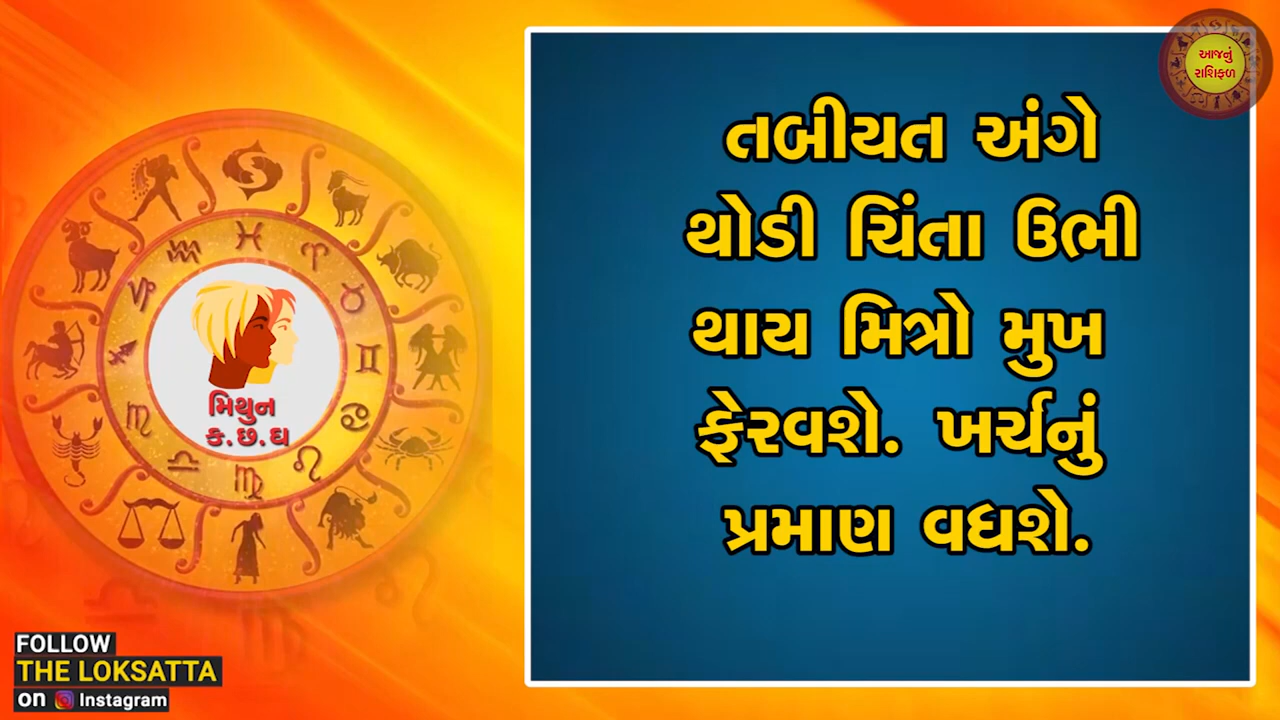 આજનું
રાશિફળ
તબીયત અંગે
થોડી ચિંતા ઉભી
થાય મિત્રો મુખ
ફેરવશે. ખર્ચનું
પ્રમાણ વધશે.
મિથુન
ક.છ.ઘ
FOLLOW
THE LOKSATTA
on Instagram